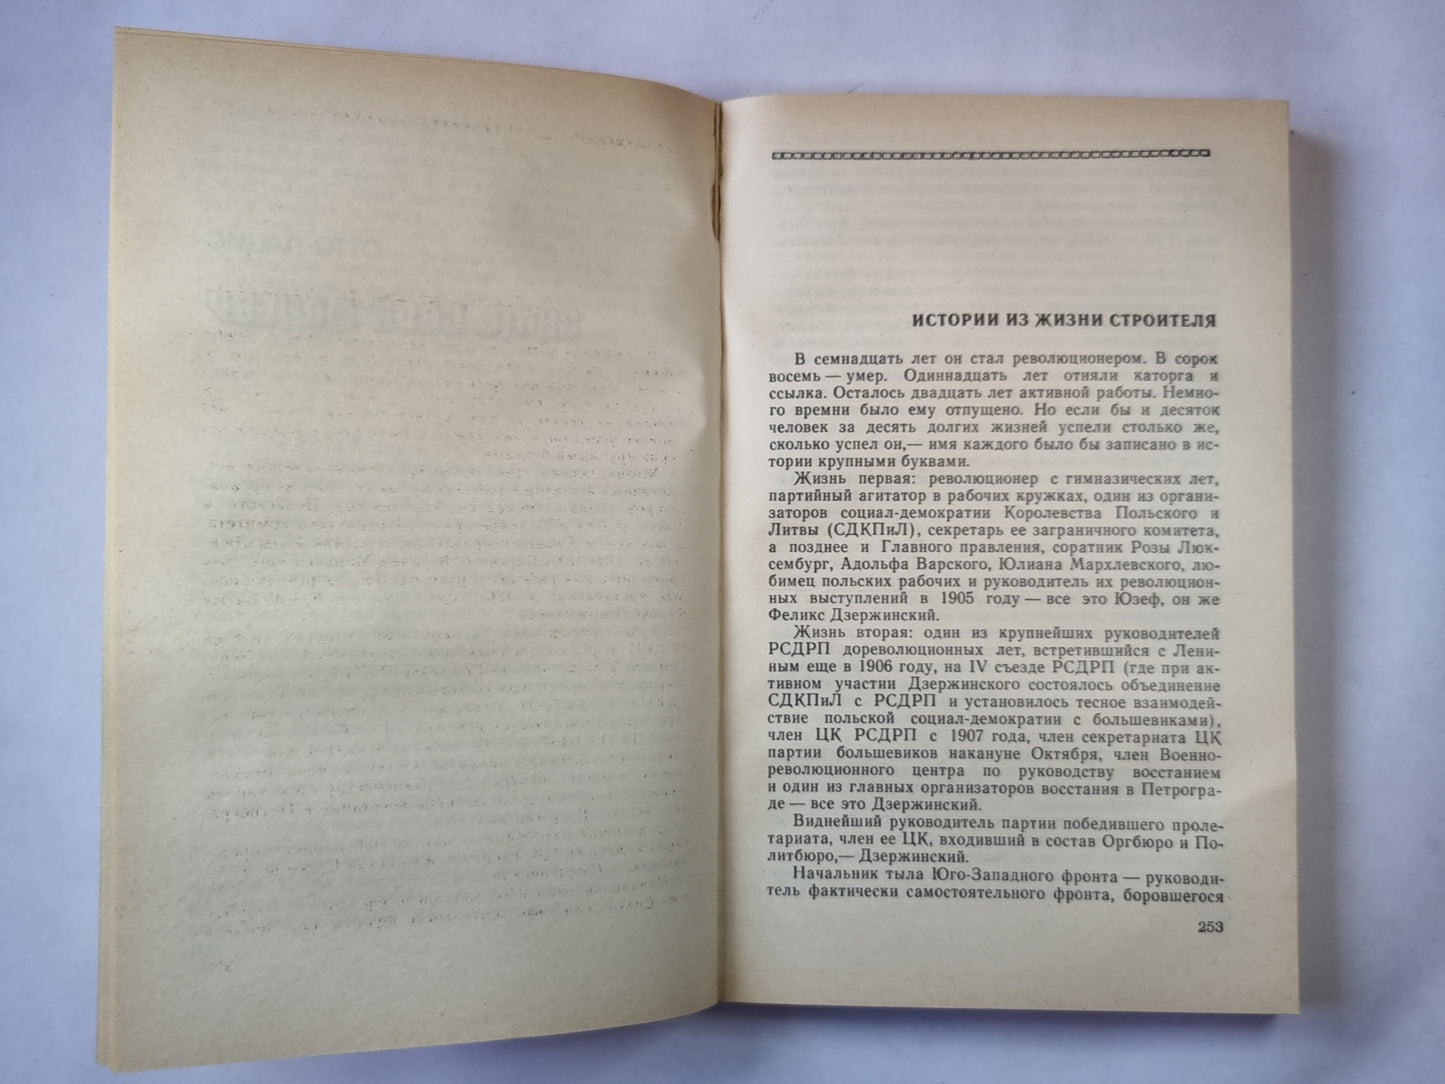 ИСТОРИИ ИЗ ЖИЗНИ СТРОИТЕЛЯ
В семнадцать лет он стал революционером. В сорок
восемь — умер. Одиннадцать лет отняли каторга и
ссылка. Осталось двадцать лет активной работы. Немно-
го времни было ему отпущено. Но если бы и десяток
человек за десять долгих жизней успели столько же,
сколько успел он,— имя каждого было бы записано в ис-
тории крупными буквами.
Жизнь первая: революционер с гимназических лет,
партийный агитатор в рабочих кружках, один из органи-
заторов социал-демократии Королевства Польского и
Литвы (СДКПиЛ), секретарь ее заграничного комитета,
а позднее и Главного правления, соратник Розы Люк-
сембург, Адольфа Варского, Юлиана Мархлевского, лю-
бимец польских рабочих и руководитель их революцион-
ных выступлений в 1905 году — все это Юзеф, он же
Феликс Дзержинский.
Жизнь вторая: один из крупнейших руководителей
РСДРП дореволюционных лет, встретившийся с Лени-
ным еще в 1906 году, на IV съезде РСДРП (где при ак-
тивном участии Дзержинского состоялось объединение
СДКПиЛ с РСДРП и установилось тесное взаимодей-
ствие польской социал-демократии с большевиками),
член ЦК РСДРП с 1907 года, член секретариата ЦК
партии большевиков накануне Октября, член Военно-
революционного центра по руководству восстанием
и один из главных организаторов восстания в Петрогра-
де — все это Дзержинский.
Виднейший руководитель партии победившего проле-
тариата, член ее ЦК, входивший в состав Оргбюро и По-
литбюро,— Дзержинский.
Начальник тыла Юго-Западного фронта — руководи-
тель фактически самостоятельного фронта, боровшегося
253